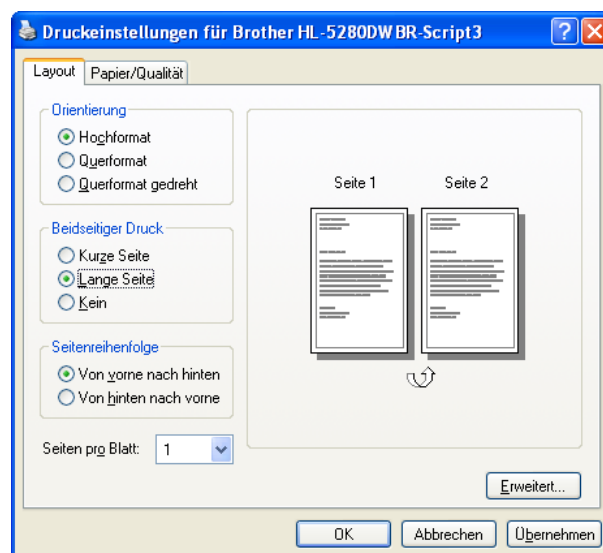 Druckeinstellungen für Brother HL-5280DW BR-Script3
Layout Papier/Qualität
Orientierung
Hochformat
Querformat
Querformat gedreht
Beidseitiger Druck
Kurze Seite
Lange Seite
Kein
Seitenreihenfolge
Von vorne nach hinten
Von hinten nach vorne
Seiten pro Blatt: 1
Seite 1 Seite 2
Erweitert...
OK Abbrechen Übernehmen